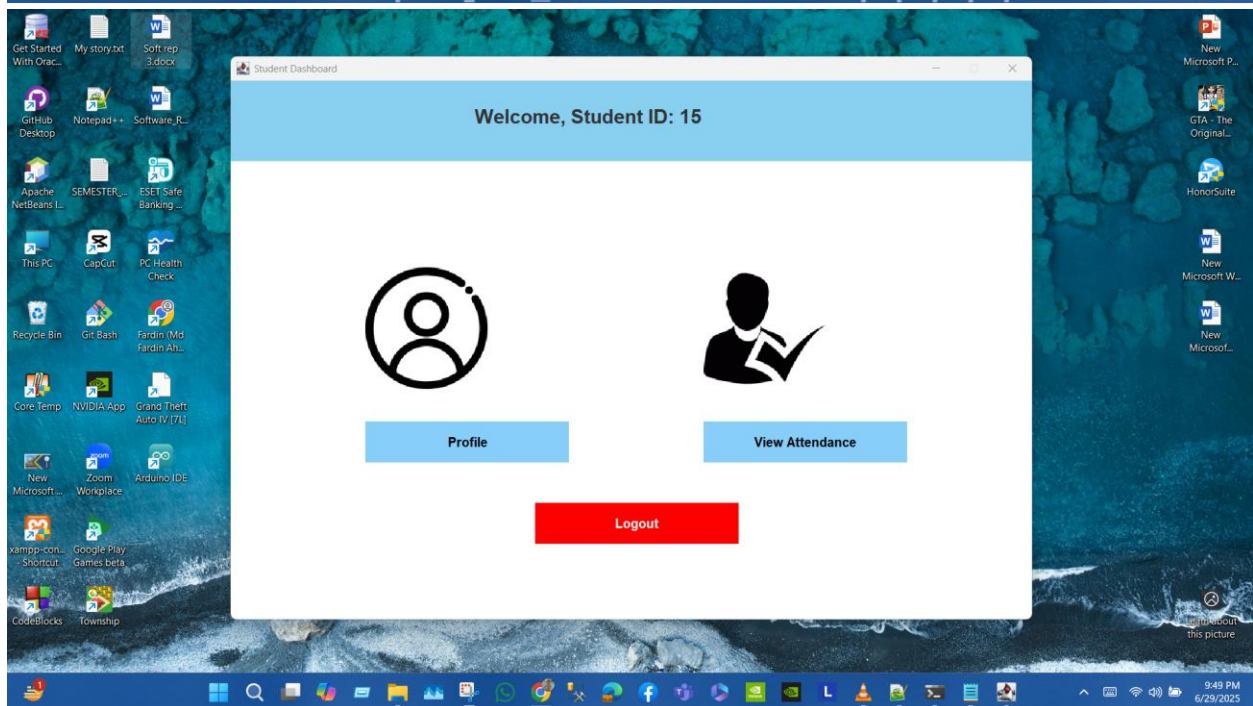 Get Started
With Orac...
My story.txt
Soft rep
3.docx
New
Microsoft P...
Student Dashboard
Welcome, Student ID: 15
GitHub
Desktop
Notepad++
Software_R...
GTA - The
Original...
Apache
NetBeans I...
SEMESTER_...
ESET Safe
Banking ...
HonorSuite
This PC
CapCut
PC Health
Check
New
Microsoft W...
Recycle Bin
Git Bash
Fardin (Md
Fardin Ah...
New
Microsof...
Core Temp
NVIDIA App
Grand Theft
Auto IV [7L]
Profile
View Attendance
New
Microsoft ...
Zoom
Workplace
Arduino IDE
Logout
xampp-con...
- Shortcut
Google Play
Games beta
CodeBlocks
Township
Learn about
this picture
9:49 PM
6/29/2025